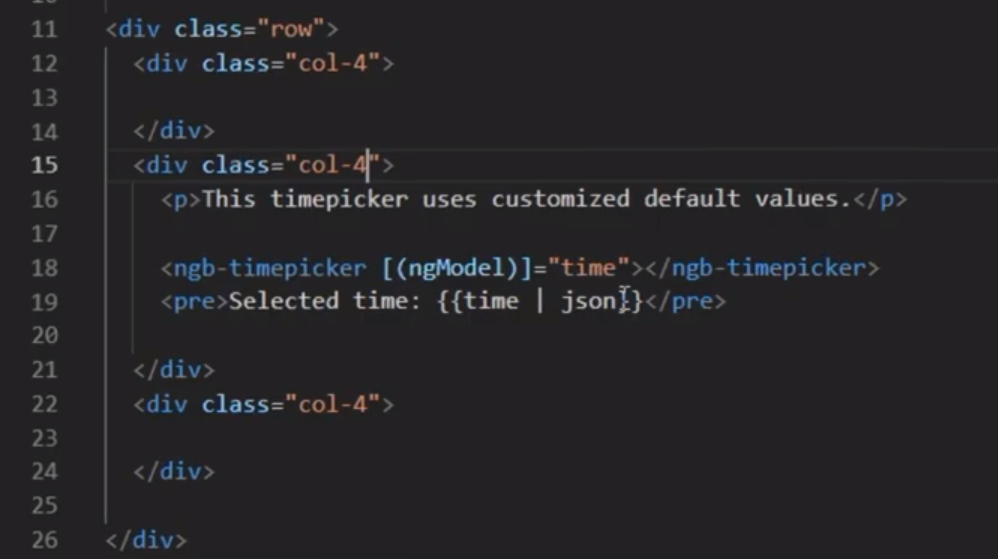 11 <div class="row">
12 <div class="col-4">
13
14 </div>
15 <div class="col-4">
16 <p>This timepicker uses customized default values.</p>
17
18 <ngb-timepicker [(ngModel)]="time"></ngb-timepicker>
19 <pre>Selected time: {{time | json}}</pre>
20
21 </div>
22 <div class="col-4">
23
24 </div>
25
26 </div>